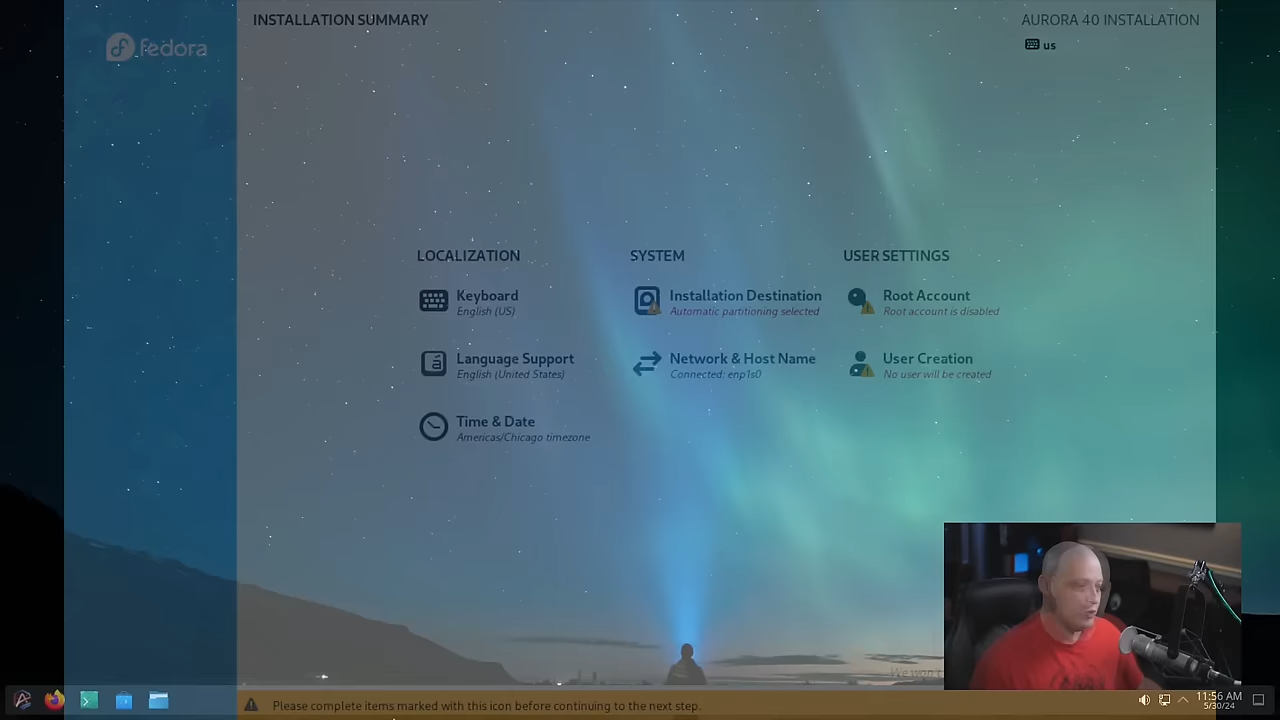 INSTALLATION SUMMARY
AURORA 40 INSTALLATION
fedora
us
LOCALIZATION
SYSTEM
USER SETTINGS
Keyboard
English (US)
Installation Destination
Automatic partitioning selected
Root Account
Root account is disabled
Language Support
English (United States)
Network & Host Name
Connected: enp1s0
User Creation
No user will be created
Time & Date
Americas/Chicago timezone
We won't
Please complete items marked with this icon before continuing to the next step.
11:56 AM
5/30/24